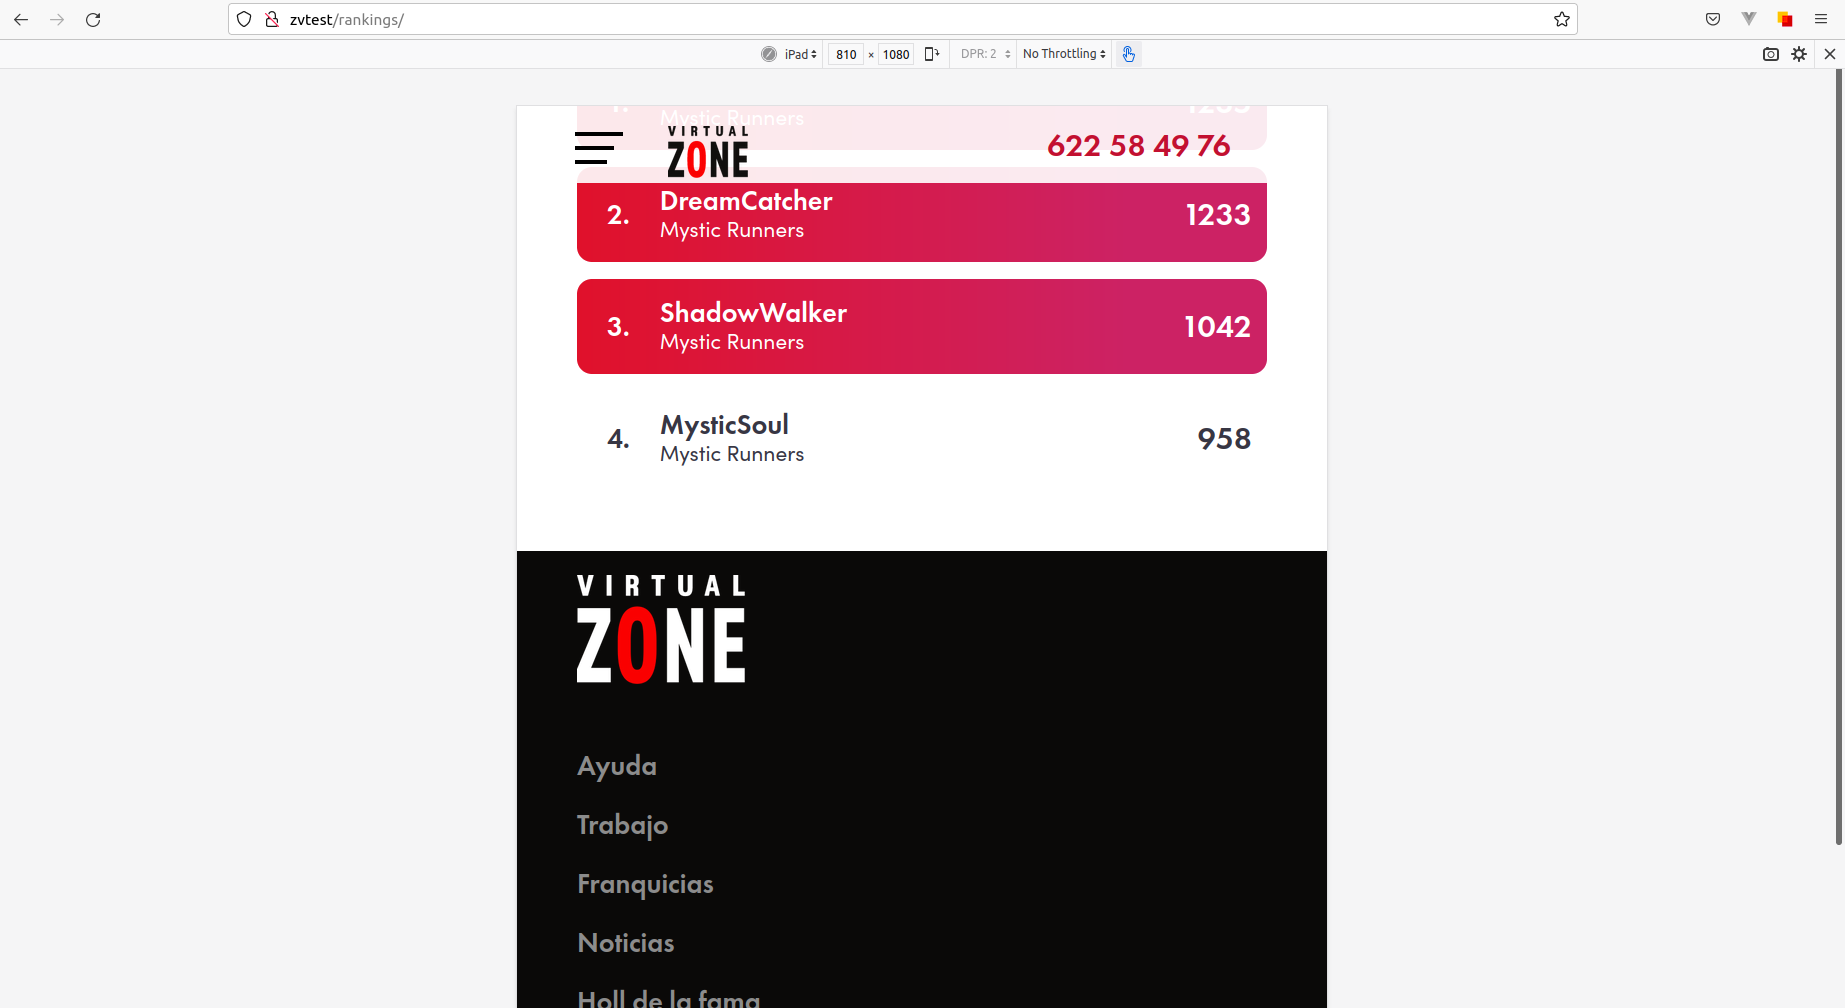 zvtest/rankings/
iPad 810 × 1080 DPR: 2 No Throttling
1. 1235
Mystic Runners
VIRTUAL
ZONE
622 58 49 76
2. DreamCatcher 1233
Mystic Runners
3. ShadowWalker 1042
Mystic Runners
4. MysticSoul 958
Mystic Runners
VIRTUAL
ZONE
Ayuda
Trabajo
Franquicias
Noticias
Holl de la fama